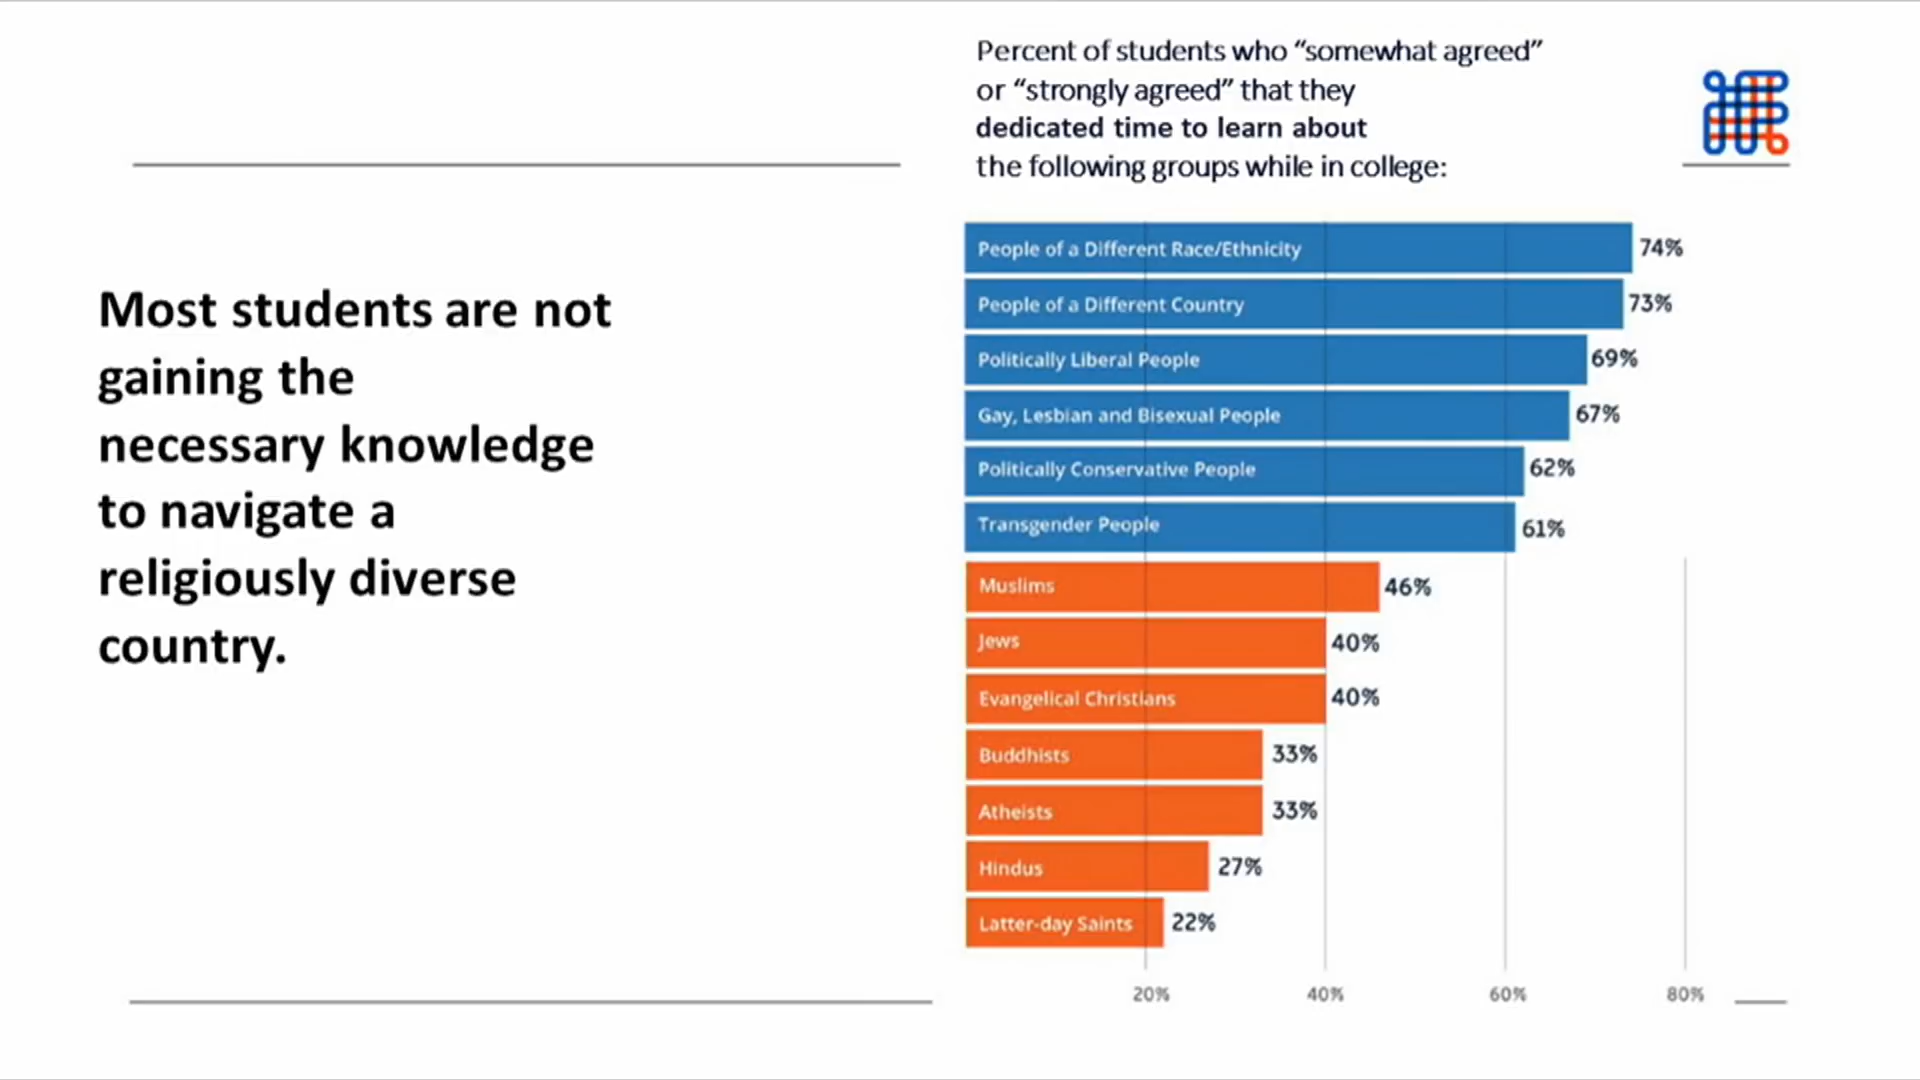 Percent of students who “somewhat agreed”
or “strongly agreed” that they
dedicated time to learn about
the following groups while in college:
Most students are not
gaining the
necessary knowledge
to navigate a
religiously diverse
country.
People of a Different Race/Ethnicity 74%
People of a Different Country 73%
Politically Liberal People 69%
Gay, Lesbian and Bisexual People 67%
Politically Conservative People 62%
Transgender People 61%
Muslims 46%
Jews 40%
Evangelical Christians 40%
Buddhists 33%
Atheists 33%
Hindus 27%
Latter-day Saints 22%
20% 40% 60% 80%